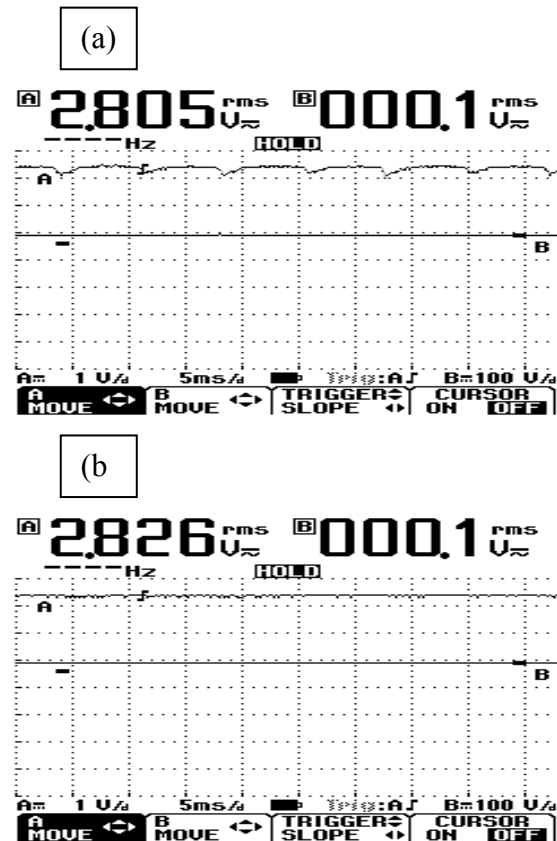 (a)
A 2.805 rms V≂ B 000.1 rms V≂
----Hz HOLD
A
B
A⎓ 1 V/d 5ms/d Trig:A∫ B⎓100 V/d
A MOVE B MOVE TRIGGER SLOPE CURSOR ON OFF
(b
A 2.826 rms V≂ B 000.1 rms V≂
----Hz HOLD
A
B
A⎓ 1 V/d 5ms/d Trig:A∫ B⎓100 V/d
A MOVE B MOVE TRIGGER SLOPE CURSOR ON OFF